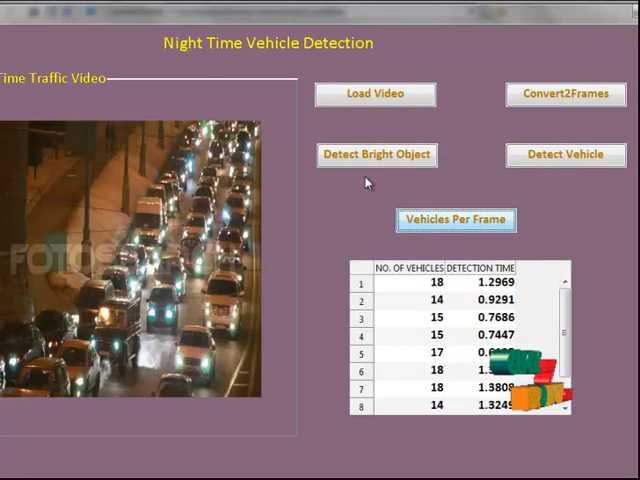 Night Time Vehicle Detection
Time Traffic Video
Load Video
Convert2Frames
Detect Bright Object
Detect Vehicle
Vehicles Per Frame
NO. OF VEHICLES DETECTION TIME
1 18 1.2969
2 14 0.9291
3 15 0.7686
4 15 0.7447
5 17
6 18
7 18 1.3808
8 14 1.3249